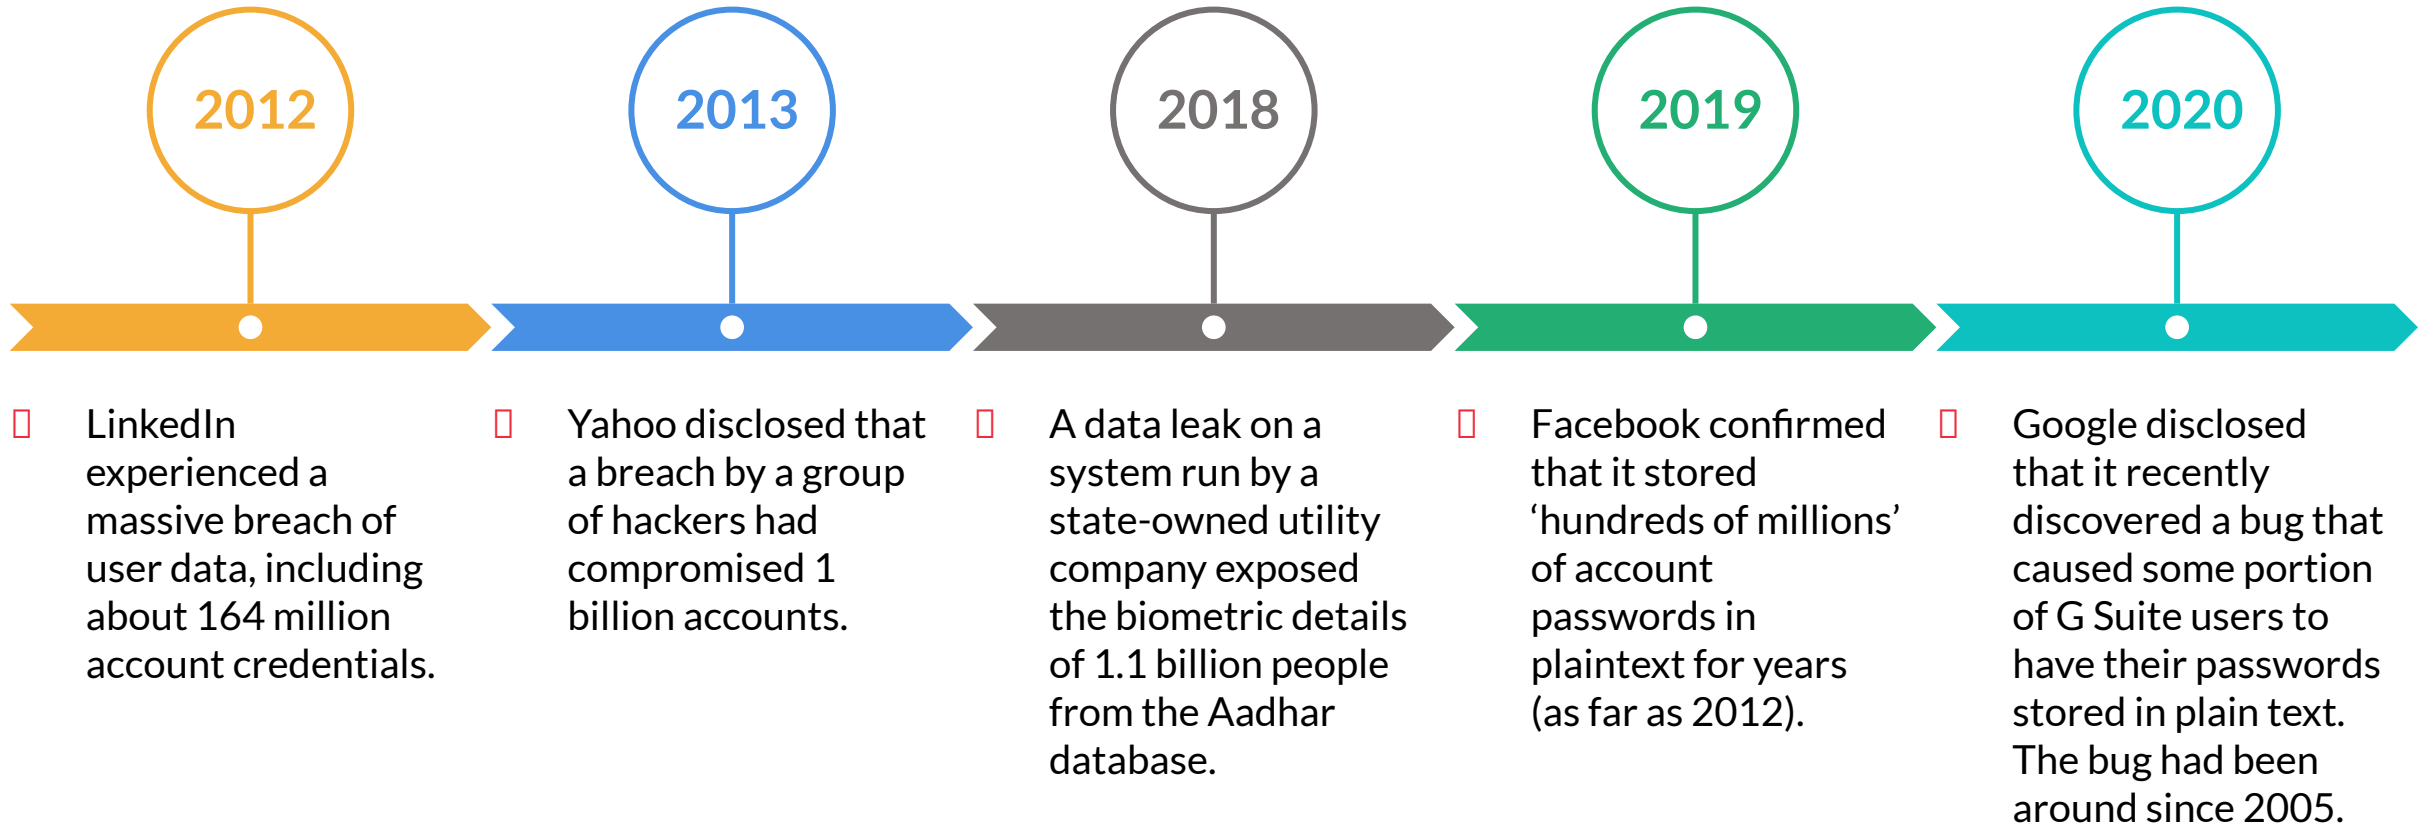 2012
2013
2018
2019
2020
LinkedIn
experienced a
massive breach of
user data, including
about 164 million
account credentials.
Yahoo disclosed that
a breach by a group
of hackers had
compromised 1
billion accounts.
A data leak on a
system run by a
state-owned utility
company exposed
the biometric details
of 1.1 billion people
from the Aadhar
database.
Facebook confirmed
that it stored
‘hundreds of millions’
of account
passwords in
plaintext for years
(as far as 2012).
Google disclosed
that it recently
discovered a bug that
caused some portion
of G Suite users to
have their passwords
stored in plain text.
The bug had been
around since 2005.